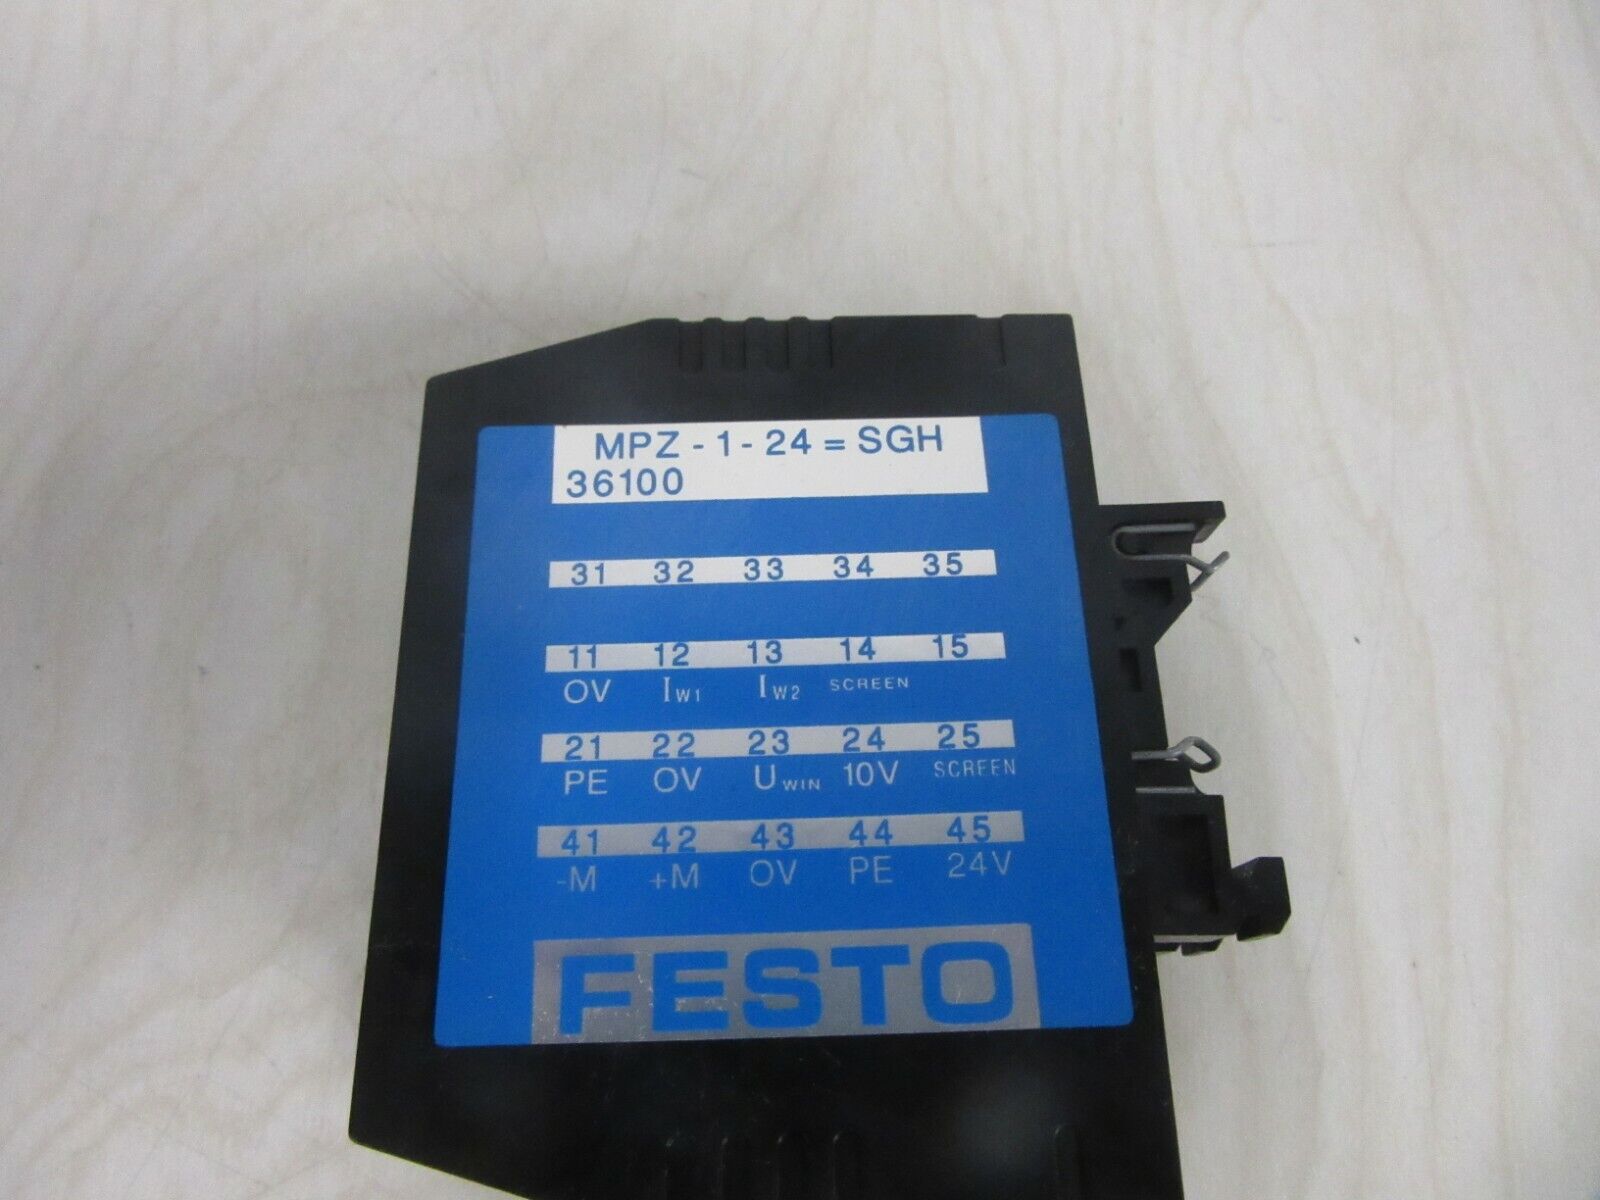 MPZ - 1 - 24 = SGH
36100
31 32 33 34 35
11 12 13 14 15
OV IW1 IW2 SCREEN
21 22 23 24 25
PE OV UWIN 10V SCREEN
41 42 43 44 45
-M +M OV PE 24V
FESTO